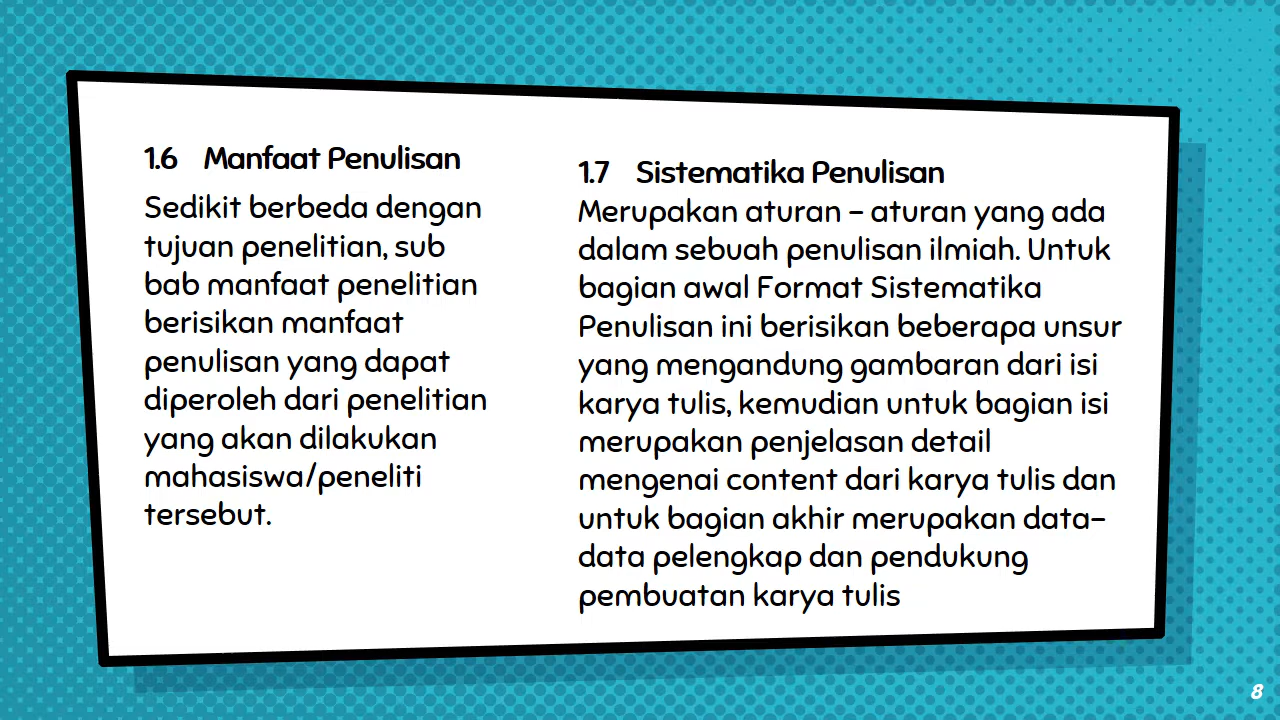 1.6 Manfaat Penulisan
Sedikit berbeda dengan
tujuan penelitian, sub
bab manfaat penelitian
berisikan manfaat
penulisan yang dapat
diperoleh dari penelitian
yang akan dilakukan
mahasiswa/peneliti
tersebut.
1.7 Sistematika Penulisan
Merupakan aturan – aturan yang ada
dalam sebuah penulisan ilmiah. Untuk
bagian awal Format Sistematika
Penulisan ini berisikan beberapa unsur
yang mengandung gambaran dari isi
karya tulis, kemudian untuk bagian isi
merupakan penjelasan detail
mengenai content dari karya tulis dan
untuk bagian akhir merupakan data-
data pelengkap dan pendukung
pembuatan karya tulis
8